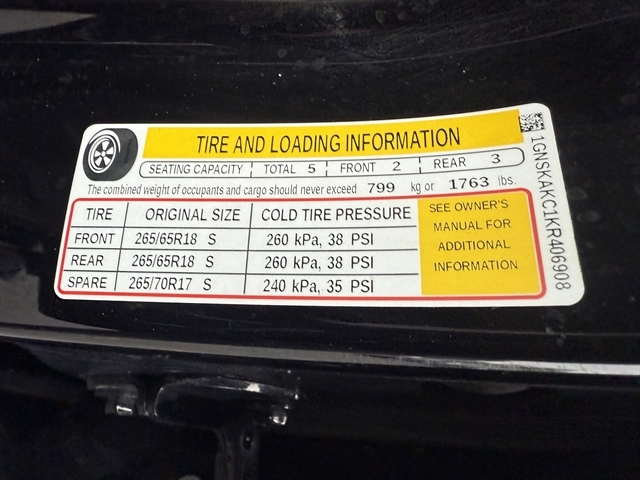 TIRE AND LOADING INFORMATION
SEATING CAPACITY TOTAL 5 FRONT 2 REAR 3
The combined weight of occupants and cargo should never exceed 799 kg or 1763 lbs.
TIRE ORIGINAL SIZE COLD TIRE PRESSURE
FRONT 265/65R18 S 260 kPa, 38 PSI
REAR 265/65R18 S 260 kPa, 38 PSI
SPARE 265/70R17 S 240 kPa, 35 PSI
SEE OWNER'S
MANUAL FOR
ADDITIONAL
INFORMATION
1GNSKAKC1KR406908